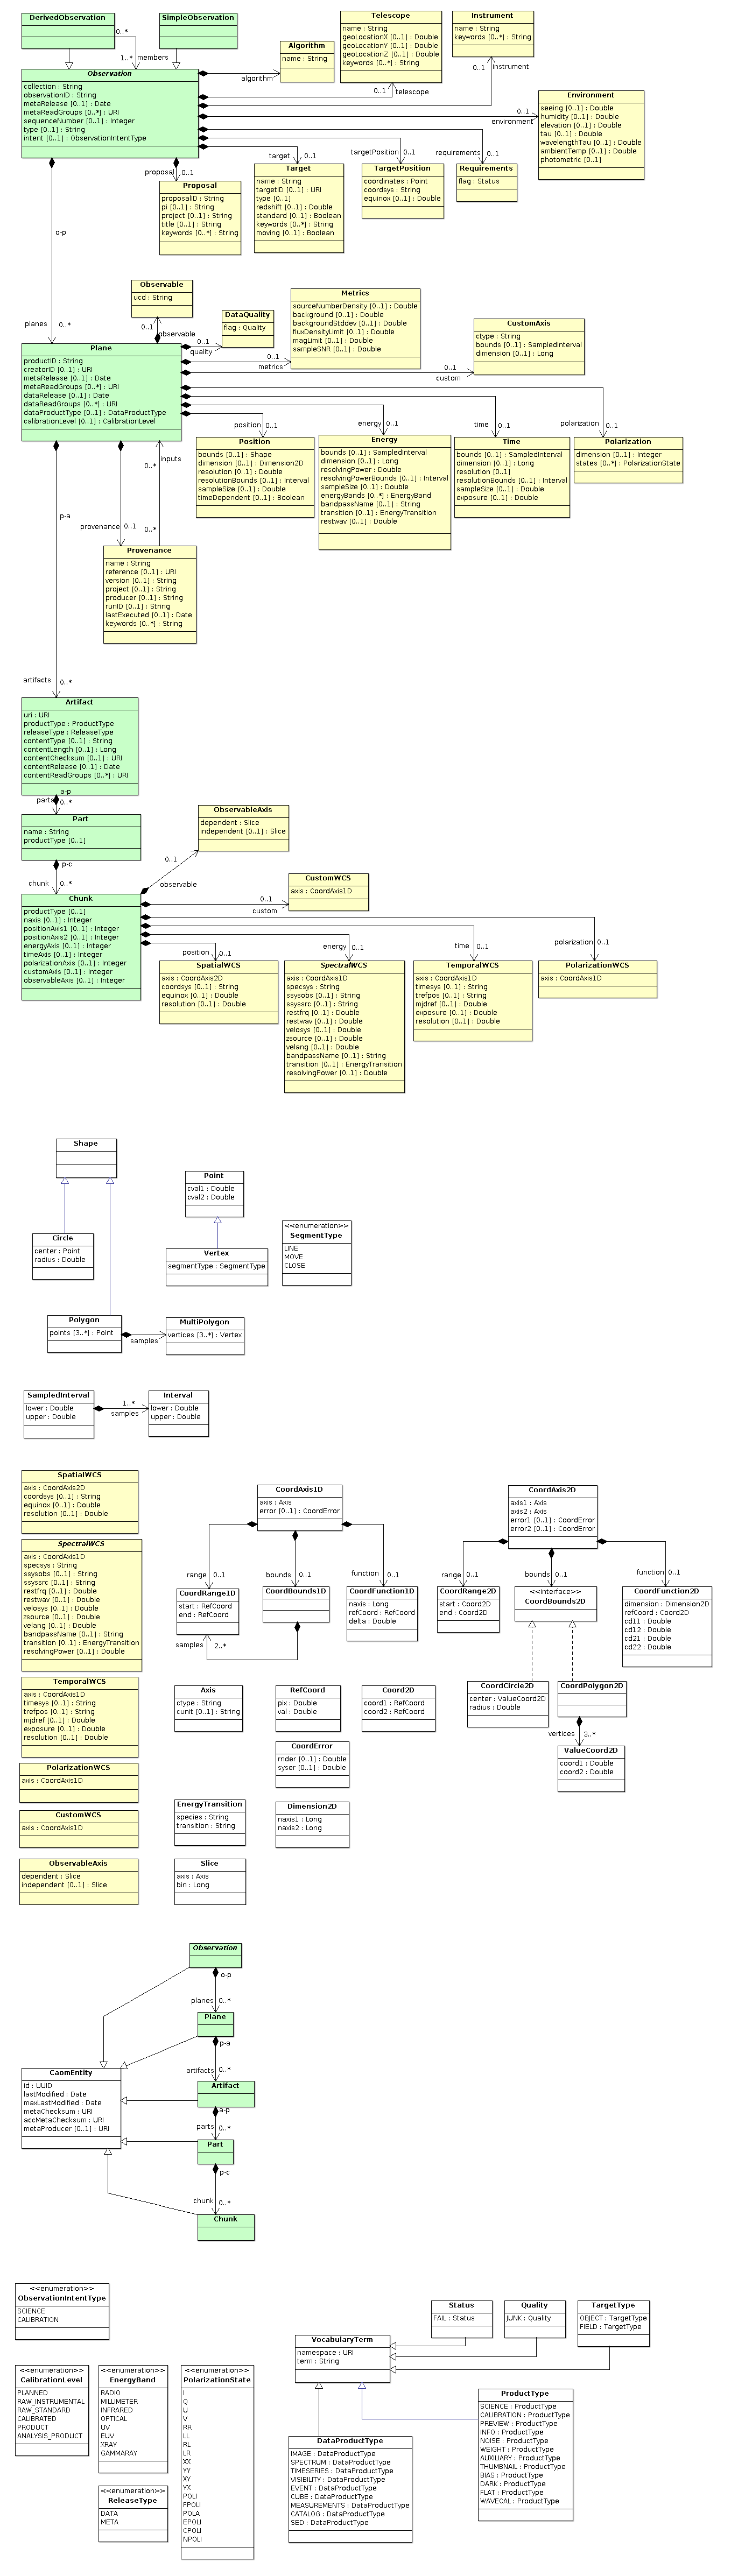 DerivedObservation
SimpleObservation
0..*
1..*
members
Observation
collection : String
observationID : String
metaRelease [0..1] : Date
metaReadGroups [0..*] : URI
sequenceNumber [0..1] : Integer
type [0..1] : String
intent [0..1] : ObservationIntentType
Algorithm
name : String
algorithm
Telescope
name : String
geoLocationX [0..1] : Double
geoLocationY [0..1] : Double
geoLocationZ [0..1] : Double
keywords [0..*] : String
0..1
telescope
Instrument
name : String
keywords [0..*] : String
0..1
instrument
Environment
seeing [0..1] : Double
humidity [0..1] : Double
elevation [0..1] : Double
tau [0..1] : Double
wavelengthTau [0..1] : Double
ambientTemp [0..1] : Double
photometric [0..1]
0..1
environment
proposal
0..1
Proposal
proposalID : String
pi [0..1] : String
project [0..1] : String
title [0..1] : String
keywords [0..*] : String
target
0..1
Target
name : String
targetID [0..1] : URI
type [0..1]
redshift [0..1] : Double
standard [0..1] : Boolean
keywords [0..*] : String
moving [0..1] : Boolean
targetPosition
0..1
TargetPosition
coordinates : Point
coordsys : String
equinox [0..1] : Double
requirements
0..1
Requirements
flag : Status
o-p
planes
0..*
Observable
ucd : String
0..1
observable
DataQuality
flag : Quality
0..1
quality
Metrics
sourceNumberDensity [0..1] : Double
background [0..1] : Double
backgroundStddev [0..1] : Double
fluxDensityLimit [0..1] : Double
magLimit [0..1] : Double
sampleSNR [0..1] : Double
0..1
metrics
CustomAxis
ctype : String
bounds [0..1] : SampledInterval
dimension [0..1] : Long
0..1
custom
Plane
productID : String
creatorID [0..1] : URI
metaRelease [0..1] : Date
metaReadGroups [0..*] : URI
dataRelease [0..1] : Date
dataReadGroups [0..*] : URI
dataProductType [0..1] : DataProductType
calibrationLevel [0..1] : CalibrationLevel
position
0..1
Position
bounds [0..1] : Shape
dimension [0..1] : Dimension2D
resolution [0..1] : Double
resolutionBounds [0..1] : Interval
sampleSize [0..1] : Double
timeDependent [0..1] : Boolean
energy
0..1
Energy
bounds [0..1] : SampledInterval
dimension [0..1] : Long
resolvingPower [0..1] : Double
resolvingPowerBounds [0..1] : Interval
sampleSize [0..1] : Double
energyBands [0..*] : EnergyBand
bandpassName [0..1] : String
transition [0..1] : EnergyTransition
restwav [0..1] : Double
time
0..1
Time
bounds [0..1] : SampledInterval
dimension [0..1] : Long
resolution [0..1]
resolutionBounds [0..1] : Interval
sampleSize [0..1] : Double
exposure [0..1] : Double
polarization
0..1
Polarization
dimension [0..1] : Integer
states [0..*] : PolarizationState
inputs
0..*
p-a
provenance
0..1
0..*
Provenance
name : String
reference [0..1] : URI
version [0..1] : String
project [0..1] : String
producer [0..1] : String
runID [0..1] : String
lastExecuted [0..1] : Date
keywords [0..*] : String
artifacts
0..*
Artifact
uri : URI
productType : ProductType
releaseType : ReleaseType
contentType [0..1] : String
contentLength [0..1] : Long
contentChecksum [0..1] : URI
contentRelease [0..1] : Date
contentReadGroups [0..*] : URI
a-p
parts
0..*
Part
name : String
productType [0..1]
p-c
chunk
0..*
ObservableAxis
dependent : Slice
independent [0..1] : Slice
0..1
observable
Chunk
productType [0..1]
naxis [0..1] : Integer
positionAxis1 [0..1] : Integer
positionAxis2 [0..1] : Integer
energyAxis [0..1] : Integer
timeAxis [0..1] : Integer
polarizationAxis [0..1] : Integer
customAxis [0..1] : Integer
observableAxis [0..1] : Integer
CustomWCS
axis : CoordAxis1D
0..1
custom
position
0..1
SpatialWCS
axis : CoordAxis2D
coordsys [0..1] : String
equinox [0..1] : Double
resolution [0..1] : Double
energy
0..1
SpectralWCS
axis : CoordAxis1D
specsys : String
ssysobs [0..1] : String
ssyssrc [0..1] : String
restfrq [0..1] : Double
restwav [0..1] : Double
velosys [0..1] : Double
zsource [0..1] : Double
velang [0..1] : Double
bandpassName [0..1] : String
transition [0..1] : EnergyTransition
resolvingPower [0..1] : Double
time
0..1
TemporalWCS
axis : CoordAxis1D
timesys [0..1] : String
trefpos [0..1] : String
mjdref [0..1] : Double
exposure [0..1] : Double
resolution [0..1] : Double
polarization
0..1
PolarizationWCS
axis : CoordAxis1D
Shape
Point
cval1 : Double
cval2 : Double
Circle
center : Point
radius : Double
Vertex
segmentType : SegmentType
<<enumeration>>
SegmentType
LINE
MOVE
CLOSE
Polygon
points [3..*] : Point
samples
MultiPolygon
vertices [3..*] : Vertex
SampledInterval
lower : Double
upper : Double
1..*
samples
Interval
lower : Double
upper : Double
SpatialWCS
axis : CoordAxis2D
coordsys [0..1] : String
equinox [0..1] : Double
resolution [0..1] : Double
SpectralWCS
axis : CoordAxis1D
specsys : String
ssysobs [0..1] : String
ssyssrc [0..1] : String
restfrq [0..1] : Double
restwav [0..1] : Double
velosys [0..1] : Double
zsource [0..1] : Double
velang [0..1] : Double
bandpassName [0..1] : String
transition [0..1] : EnergyTransition
resolvingPower [0..1] : Double
TemporalWCS
axis : CoordAxis1D
timesys [0..1] : String
trefpos [0..1] : String
mjdref [0..1] : Double
exposure [0..1] : Double
resolution [0..1] : Double
PolarizationWCS
axis : CoordAxis1D
CustomWCS
axis : CoordAxis1D
ObservableAxis
dependent : Slice
independent [0..1] : Slice
CoordAxis1D
axis : Axis
error [0..1] : CoordError
range
0..1
bounds
0..1
function
0..1
CoordRange1D
start : RefCoord
end : RefCoord
CoordBounds1D
CoordFunction1D
naxis : Long
refCoord : RefCoord
delta : Double
samples
2..*
CoordAxis2D
axis1 : Axis
axis2 : Axis
error1 [0..1] : CoordError
error2 [0..1] : CoordError
range
0..1
bounds
0..1
function
0..1
CoordRange2D
start : Coord2D
end : Coord2D
<<interface>>
CoordBounds2D
CoordFunction2D
dimension : Dimension2D
refCoord : Coord2D
cd11 : Double
cd12 : Double
cd21 : Double
cd22 : Double
CoordCircle2D
center : ValueCoord2D
radius : Double
CoordPolygon2D
vertices
3..*
ValueCoord2D
coord1 : Double
coord2 : Double
Axis
ctype : String
cunit [0..1] : String
RefCoord
pix : Double
val : Double
Coord2D
coord1 : RefCoord
coord2 : RefCoord
CoordError
rnder [0..1] : Double
syser [0..1] : Double
EnergyTransition
species : String
transition : String
Dimension2D
naxis1 : Long
naxis2 : Long
Slice
axis : Axis
bin : Long
Observation
o-p
planes
0..*
Plane
p-a
artifacts
0..*
Artifact
a-p
parts
0..*
Part
p-c
chunk
0..*
Chunk
CaomEntity
id : UUID
lastModified : Date
maxLastModified : Date
metaChecksum : URI
accMetaChecksum : URI
metaProducer [0..1] : URI
<<enumeration>>
ObservationIntentType
SCIENCE
CALIBRATION
<<enumeration>>
CalibrationLevel
PLANNED
RAW_INSTRUMENTAL
RAW_STANDARD
CALIBRATED
PRODUCT
ANALYSIS_PRODUCT
<<enumeration>>
EnergyBand
RADIO
MILLIMETER
INFRARED
OPTICAL
UV
EUV
XRAY
GAMMARAY
<<enumeration>>
ReleaseType
DATA
META
<<enumeration>>
PolarizationState
I
Q
U
V
RR
LL
RL
LR
XX
YY
XY
YX
POLI
FPOLI
POLA
EPOLI
CPOLI
NPOLI
Status
FAIL : Status
Quality
JUNK : Quality
TargetType
OBJECT : TargetType
FIELD : TargetType
VocabularyTerm
namespace : URI
term : String
DataProductType
IMAGE : DataProductType
SPECTRUM : DataProductType
TIMESERIES : DataProductType
VISIBILITY : DataProductType
EVENT : DataProductType
CUBE : DataProductType
MEASUREMENTS : DataProductType
CATALOG : DataProductType
SED : DataProductType
ProductType
SCIENCE : ProductType
CALIBRATION : ProductType
PREVIEW : ProductType
INFO : ProductType
NOISE : ProductType
WEIGHT : ProductType
AUXILIARY : ProductType
THUMBNAIL : ProductType
BIAS : ProductType
DARK : ProductType
FLAT : ProductType
WAVECAL : ProductType